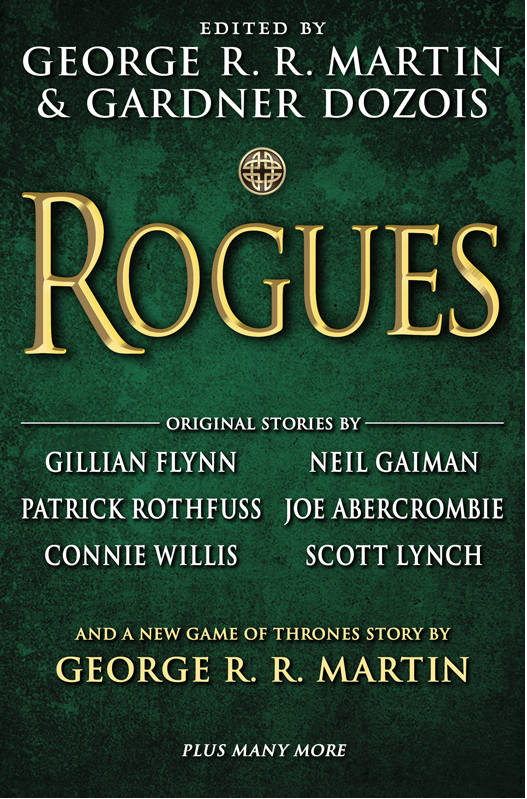 EDITED BY
GEORGE R. R. MARTIN
& GARDNER DOZOIS
ROGUES
ORIGINAL STORIES BY
GILLIAN FLYNN NEIL GAIMAN
PATRICK ROTHFUSS JOE ABERCROMBIE
CONNIE WILLIS SCOTT LYNCH
AND A NEW GAME OF THRONES STORY BY
GEORGE R. R. MARTIN
PLUS MANY MORE